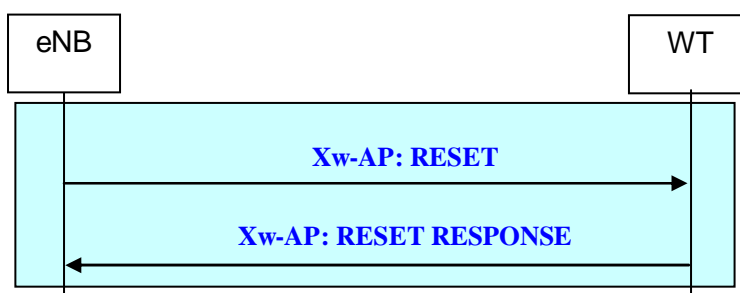 eNB
WT
Xw-AP: RESET
Xw-AP: RESET RESPONSE